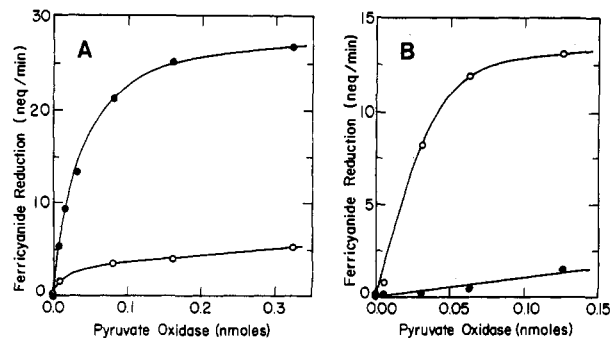 A
Ferricyanide Reduction (neq/min)
30
20
10
0
0.0 0.1 0.2 0.3
Pyruvate Oxidase (nmoles)
B
Ferricyanide Reduction (neq/min)
15
10
5
0
0.0 0.05 0.10 0.15
Pyruvate Oxidase (nmoles)